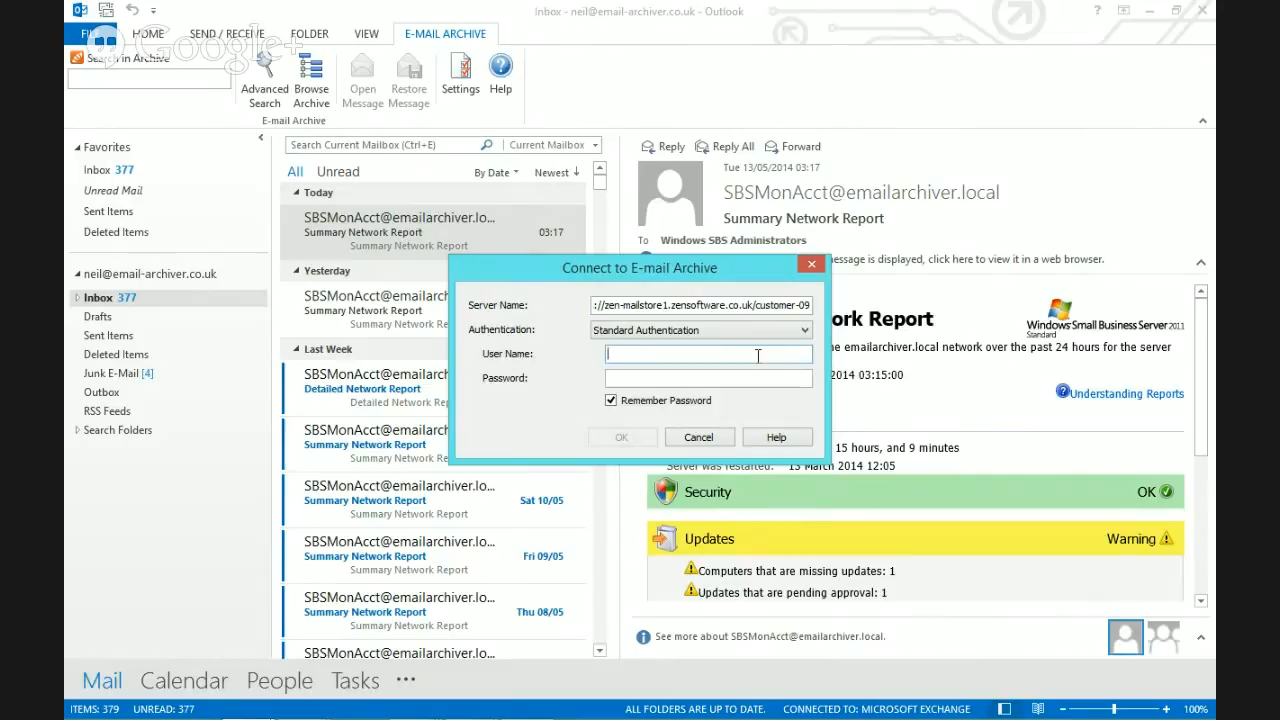 Inbox - neil@email-archiver.co.uk - Outlook
FILE HOME SEND / RECEIVE FOLDER VIEW E-MAIL ARCHIVE
Google+
Search in Archive
Advanced Search
Browse Archive
Open Message
Restore Message
Settings
Help
E-mail Archive
Favorites
Inbox 377
Unread Mail
Sent Items
Deleted Items
neil@email-archiver.co.uk
Inbox 377
Drafts
Sent Items
Deleted Items
Junk E-Mail [4]
Outbox
RSS Feeds
Search Folders
Search Current Mailbox (Ctrl+E) Current Mailbox
All Unread By Date Newest
Today
SBSMonAcct@emailarchiver.lo...
Summary Network Report 03:17
Summary Network Report
Yesterday
SBSMonAcct@emailarchiver.lo...
Summary Network Report
Summary Network Report
Last Week
SBSMonAcct@emailarchiver.lo...
Detailed Network Report
Detailed Network Report
SBSMonAcct@emailarchiver.lo...
Summary Network Report
Summary Network Report
SBSMonAcct@emailarchiver.lo...
Summary Network Report Sat 10/05
Summary Network Report
SBSMonAcct@emailarchiver.lo...
Summary Network Report Fri 09/05
Summary Network Report
SBSMonAcct@emailarchiver.lo...
Summary Network Report Thu 08/05
Summary Network Report
SBSMonAcct@emailarchiver.lo...
Reply Reply All Forward
Tue 13/05/2014 03:17
SBSMonAcct@emailarchiver.local
Summary Network Report
To Windows SBS Administrators
message is displayed, click here to view it in a web browser.
ork Report
Windows Small Business Server 2011
Standard
e emailarchiver.local network over the past 24 hours for the server
2014 03:15:00
Understanding Reports
15 hours, and 9 minutes
Server was restarted: 13 March 2014 12:05
Security OK
Updates Warning
Computers that are missing updates: 1
Updates that are pending approval: 1
See more about SBSMonAcct@emailarchiver.local.
Connect to E-mail Archive
Server Name: ://zen-mailstore1.zensoftware.co.uk/customer-09
Authentication: Standard Authentication
User Name:
Password:
Remember Password
OK Cancel Help
Mail Calendar People Tasks
ITEMS: 379 UNREAD: 377 ALL FOLDERS ARE UP TO DATE. CONNECTED TO: MICROSOFT EXCHANGE 100%